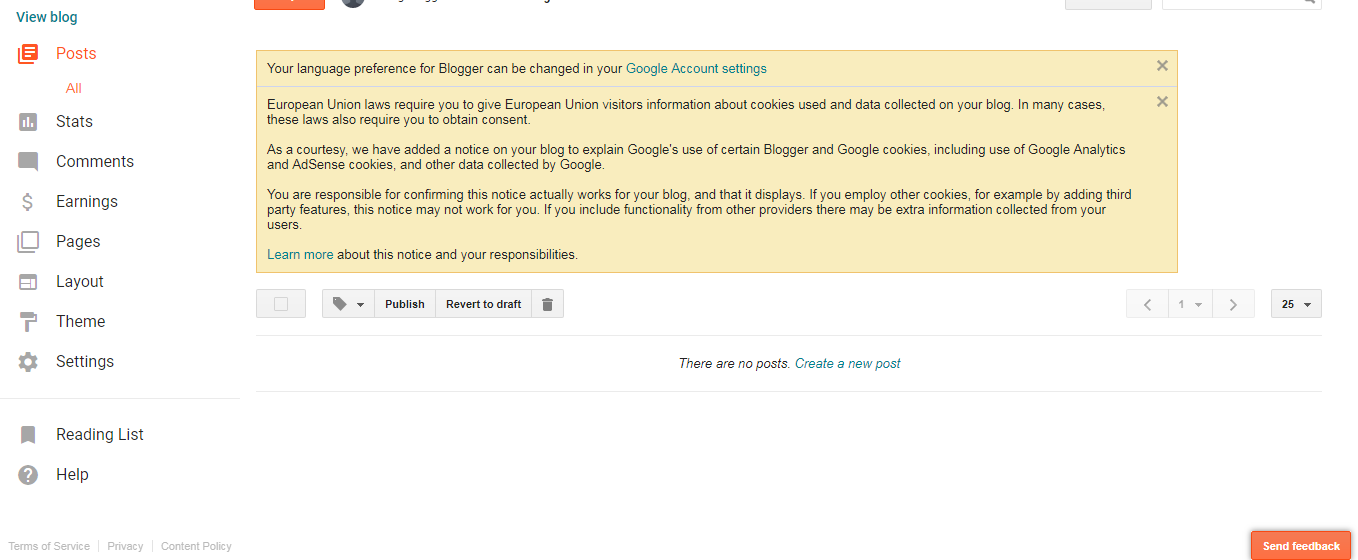 View blog
Posts
All
Stats
Comments
Earnings
Pages
Layout
Theme
Settings
Reading List
Help
Terms of Service
Privacy
Content Policy
Your language preference for Blogger can be changed in your Google Account settings
European Union laws require you to give European Union visitors information about cookies used and data collected on your blog. In many cases,
these laws also require you to obtain consent.
As a courtesy, we have added a notice on your blog to explain Google's use of certain Blogger and Google cookies, including use of Google Analytics
and AdSense cookies, and other data collected by Google.
You are responsible for confirming this notice actually works for your blog, and that it displays. If you employ other cookies, for example by adding third
party features, this notice may not work for you. If you include functionality from other providers there may be extra information collected from your
users.
Learn more about this notice and your responsibilities.
Publish
Revert to draft
1
25
There are no posts. Create a new post
Send feedback